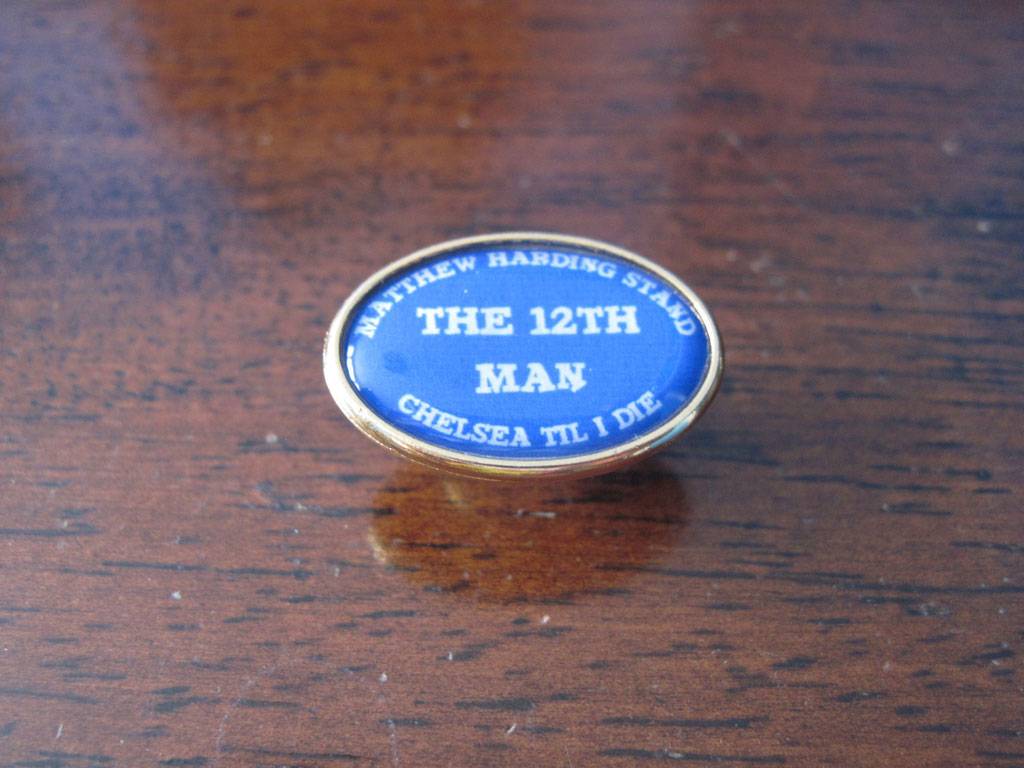 MATTHEW HARDING STAND
THE 12TH
MAN
CHELSEA TIL I DIE